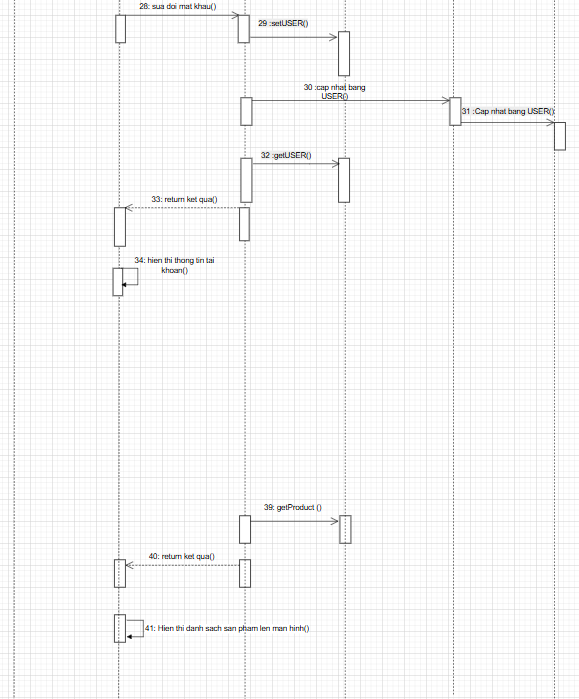 28: sua doi mat khau()
29 :setUSER()
30 :cap nhat bang
USER()
31 :Cap nhat bang USER()
32 :getUSER()
33: return ket qua()
34: hien thi thong tin tai
khoan()
39: getProduct ()
40: return ket qua()
41: Hien thi danh sach san pham len man hinh()